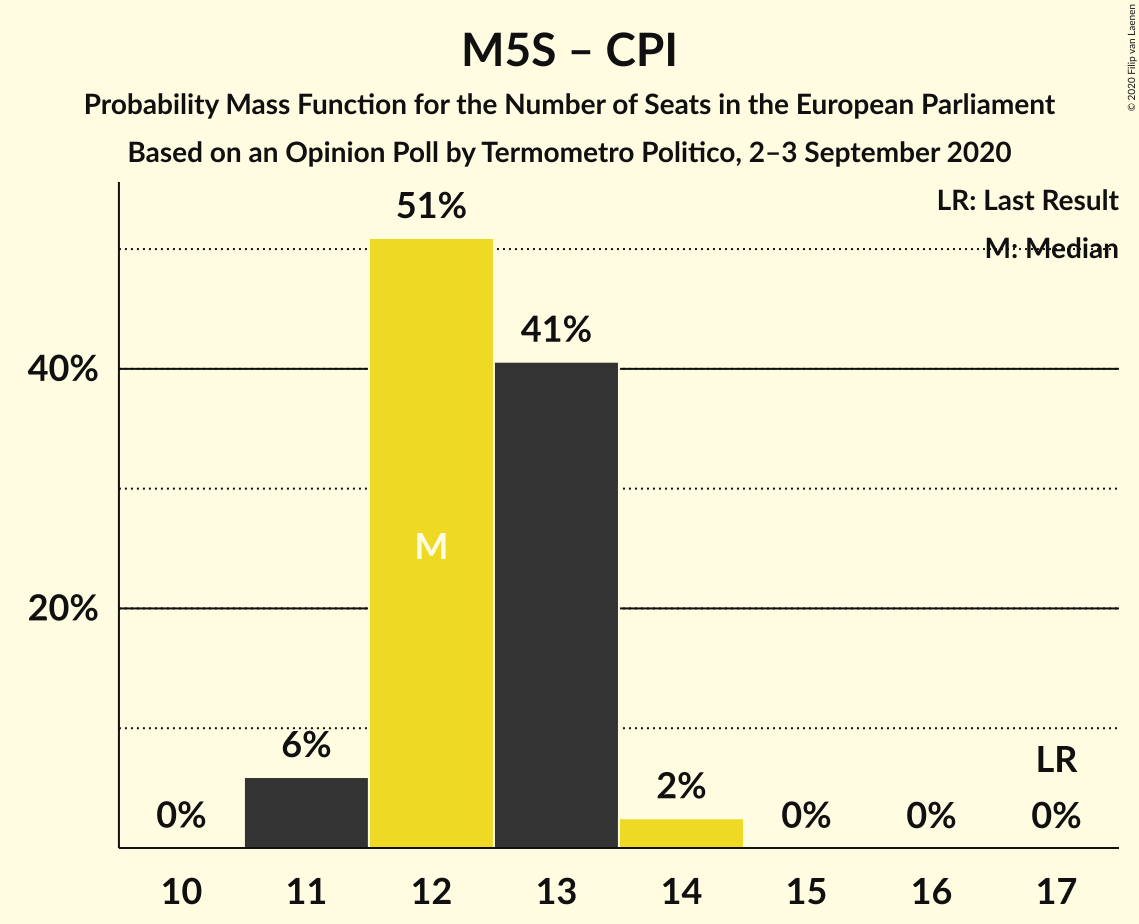 M5S – CPI
Probability Mass Function for the Number of Seats in the European Parliament
Based on an Opinion Poll by Termometro Politico, 2–3 September 2020
© 2020 Filip van Laenen
LR: Last Result
M: Median
51%
41%
40%
M
20%
6%
LR
2%
0%
0%
0%
0%
10
11
12
13
14
15
16
17